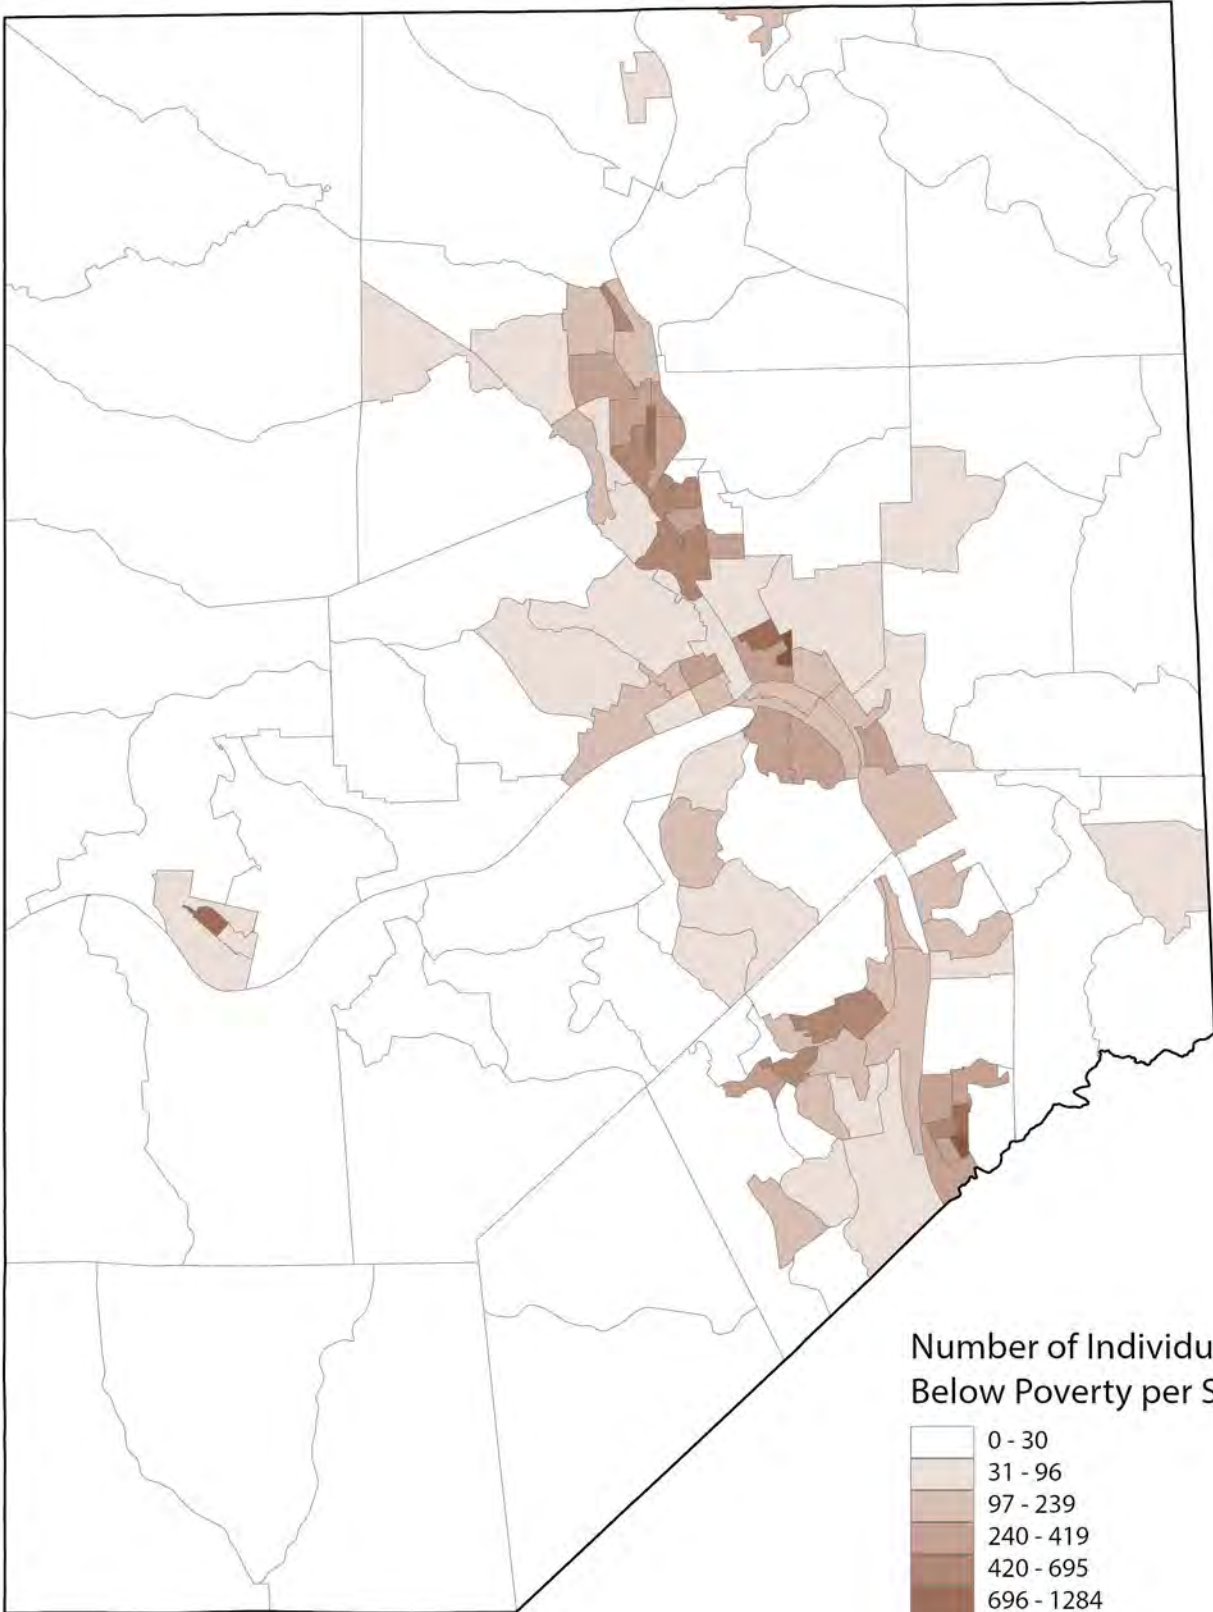 Number of Individu
Below Poverty per S
0 - 30
31 - 96
97 - 239
240 - 419
420 - 695
696 - 1284